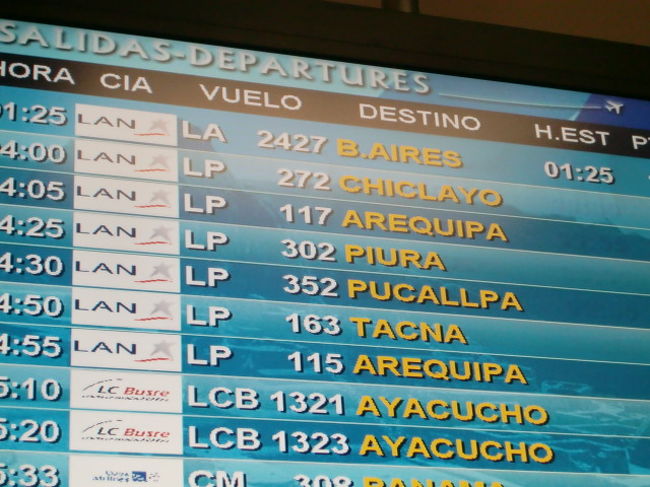 SALIDAS-DEPARTURES
HORA CIA VUELO DESTINO H.EST
01:25 LAN LA 2427 B.AIRES 01:25
4:00 LAN LP 272 CHICLAYO
4:05 LAN LP 117 AREQUIPA
4:25 LAN LP 302 PIURA
4:30 LAN LP 352 PUCALLPA
4:50 LAN LP 163 TACNA
4:55 LAN LP 115 AREQUIPA
5:10 LC Busre LCB 1321 AYACUCHO
5:20 LC Busre LCB 1323 AYACUCHO
5:33 CM 308 PANAMA